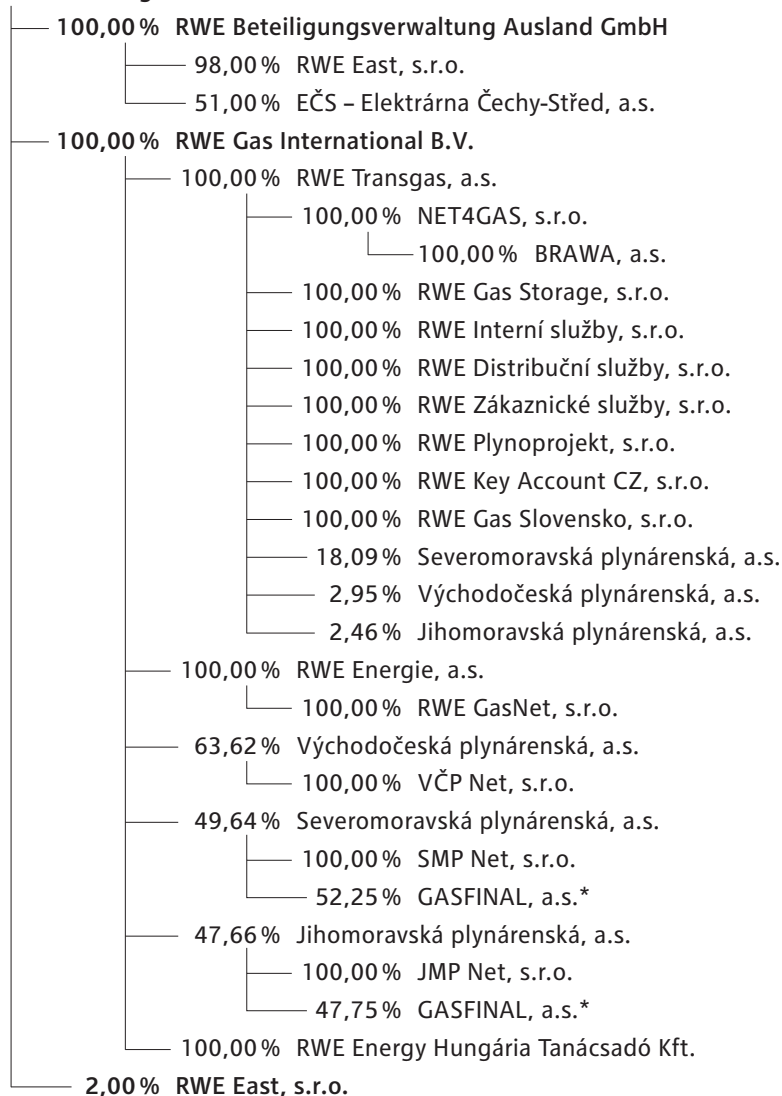 100,00 % RWE Beteiligungsverwaltung Ausland GmbH
98,00 % RWE East, s.r.o.
51,00 % EČS – Elektrárna Čechy-Střed, a.s.
100,00 % RWE Gas International B.V.
100,00 % RWE Transgas, a.s.
100,00 % NET4GAS, s.r.o.
100,00 % BRAWA, a.s.
100,00 % RWE Gas Storage, s.r.o.
100,00 % RWE Interní služby, s.r.o.
100,00 % RWE Distribuční služby, s.r.o.
100,00 % RWE Zákaznické služby, s.r.o.
100,00 % RWE Plynoprojekt, s.r.o.
100,00 % RWE Key Account CZ, s.r.o.
100,00 % RWE Gas Slovensko, s.r.o.
18,09 % Severomoravská plynárenská, a.s.
2,95 % Východočeská plynárenská, a.s.
2,46 % Jihomoravská plynárenská, a.s.
100,00 % RWE Energie, a.s.
100,00 % RWE GasNet, s.r.o.
63,62 % Východočeská plynárenská, a.s.
100,00 % VČP Net, s.r.o.
49,64 % Severomoravská plynárenská, a.s.
100,00 % SMP Net, s.r.o.
52,25 % GASFINAL, a.s.*
47,66 % Jihomoravská plynárenská, a.s.
100,00 % JMP Net, s.r.o.
47,75 % GASFINAL, a.s.*
100,00 % RWE Energy Hungária Tanácsadó Kft.
2,00 % RWE East, s.r.o.